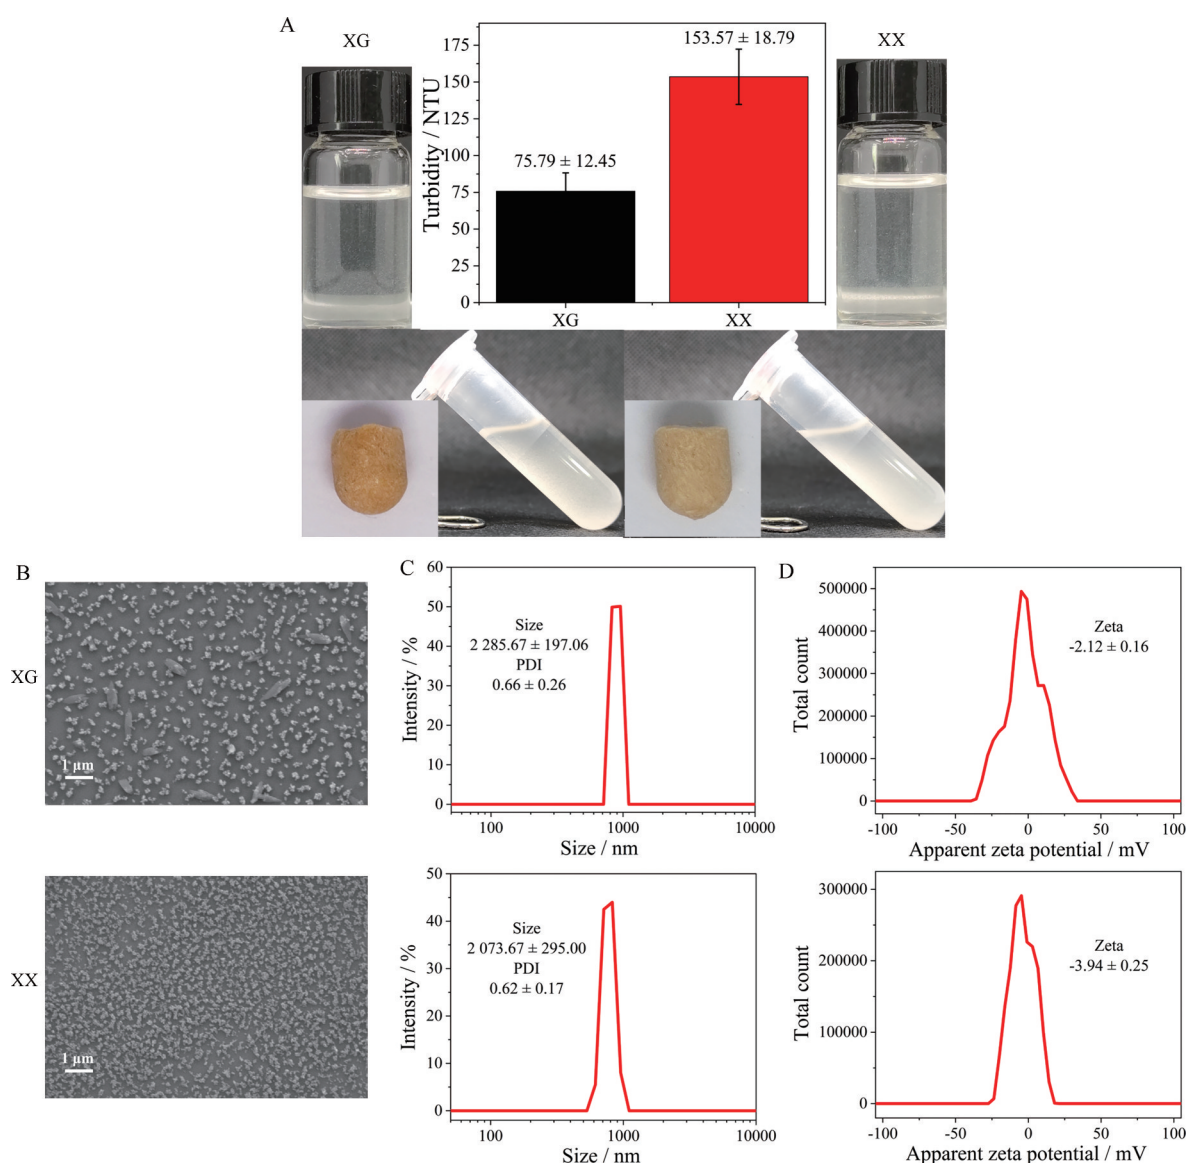 A
XG
XX
Turbidity / NTU
175
150
125
100
75
50
25
0
75.79 ± 12.45
153.57 ± 18.79
XG
XX
B
XG
1 μm
XX
1 μm
C
Intensity / %
60
50
40
30
20
10
0
Size
2 285.67 ± 197.06
PDI
0.66 ± 0.26
100
1000
10000
Size / nm
Intensity / %
50
40
30
20
10
0
Size
2 073.67 ± 295.00
PDI
0.62 ± 0.17
100
1000
10000
Size / nm
D
Total count
500000
400000
300000
200000
100000
0
Zeta
-2.12 ± 0.16
-100
-50
0
50
100
Apparent zeta potential / mV
Total count
300000
200000
100000
0
Zeta
-3.94 ± 0.25
-100
-50
0
50
100
Apparent zeta potential / mV